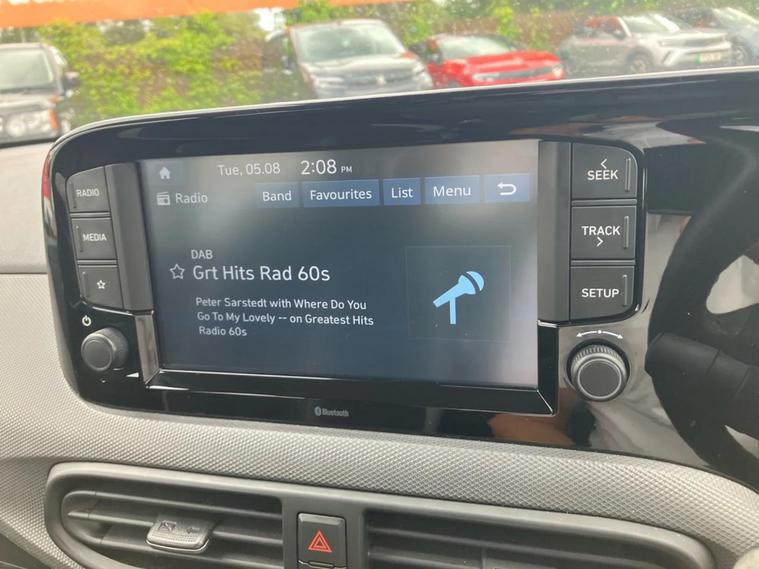 Tue, 05.08 2:08 PM
Radio Band Favourites List Menu
RADIO
MEDIA
DAB
Grt Hits Rad 60s
Peter Sarstedt with Where Do You
Go To My Lovely -- on Greatest Hits
Radio 60s
< SEEK
TRACK >
SETUP
Bluetooth